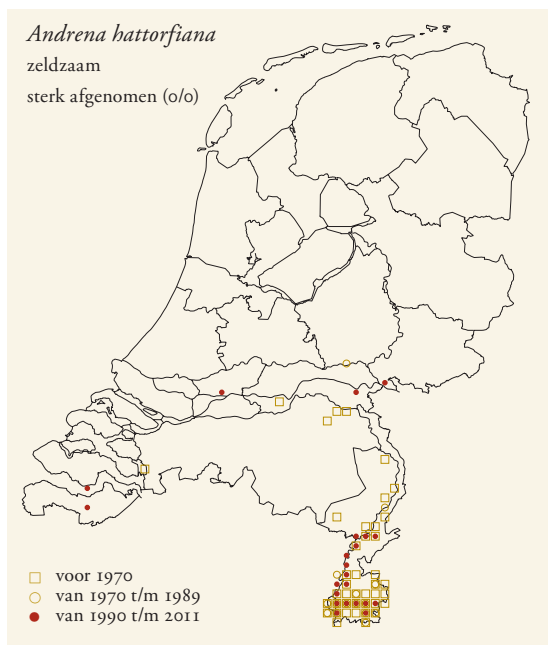 Andrena hattorfiana
zeldzaam
sterk afgenomen (0/0)
voor 1970
van 1970 t/m 1989
van 1990 t/m 2011